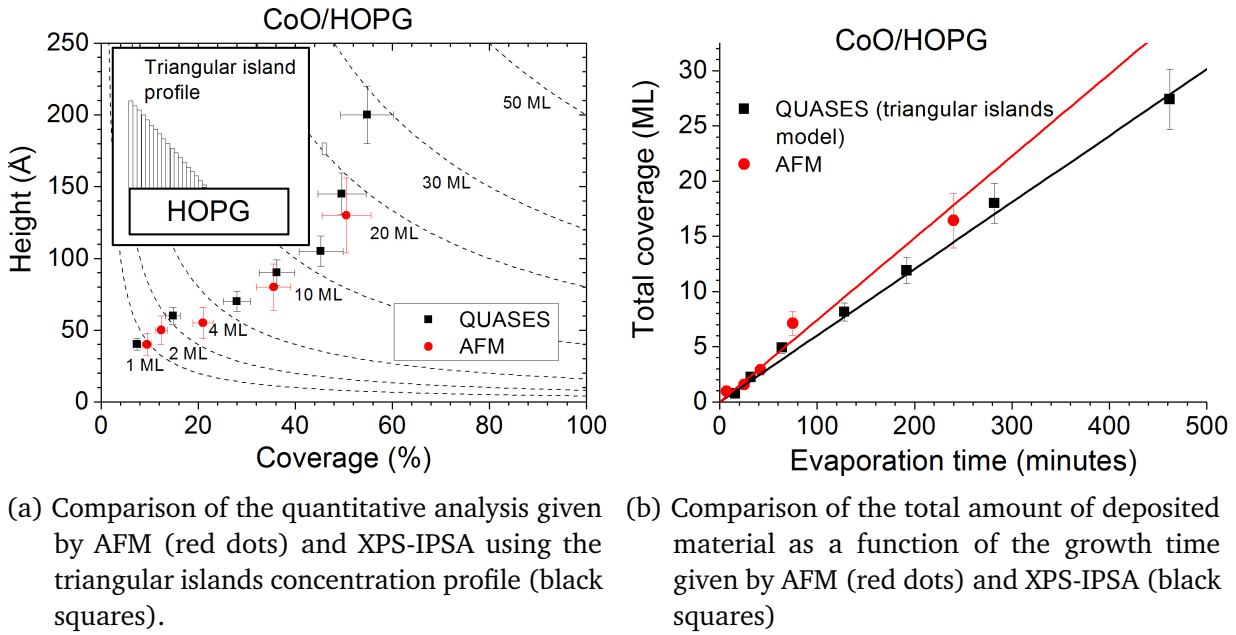 CoO/HOPG
250
200
150
100
50
0
Height (Å)
Triangular island
profile
HOPG
50 ML
30 ML
20 ML
10 ML
4 ML
2 ML
1 ML
QUASES
AFM
0 20 40 60 80 100
Coverage (%)
CoO/HOPG
30
25
20
15
10
5
0
Total coverage (ML)
QUASES (triangular islands
model)
AFM
0 100 200 300 400 500
Evaporation time (minutes)
(a) Comparison of the quantitative analysis given
by AFM (red dots) and XPS-IPSA using the
triangular islands concentration profile (black
squares).
(b) Comparison of the total amount of deposited
material as a function of the growth time
given by AFM (red dots) and XPS-IPSA (black
squares)